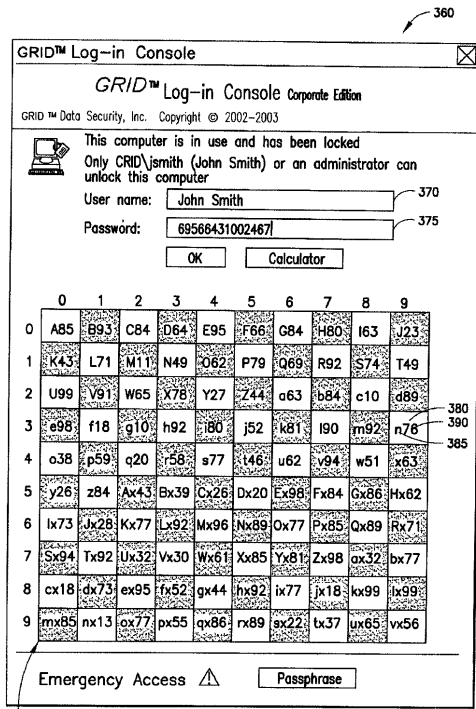 360
GRID™ Log-in Console
GRID™ Log-in Console Corporate Edition
GRID ™ Data Security, Inc. Copyright © 2002-2003
This computer is in use and has been locked
Only CRID\jsmith (John Smith) or an administrator can
unlock this computer
User name: John Smith 370
Password: 69566431002467 375
OK Calculator
0 1 2 3 4 5 6 7 8 9
0 A85 B93 C84 D64 E95 F66 G84 H80 I63 J23
1 K43 L71 M11 N49 O62 P79 Q69 R92 S74 T49
2 U99 V91 W65 X78 Y27 Z44 a63 b84 c10 d89
3 e98 f18 g10 h92 i80 j52 k81 l90 m92 n76 380 390 385
4 o38 p59 q20 r58 s77 t46 u62 v94 w51 x63
5 y26 z84 Ax43 Bx39 Cx26 Dx20 Ex98 Fx84 Gx86 Hx62
6 Ix73 Jx28 Kx77 Lx92 Mx96 Nx89 Ox77 Px85 Qx89 Rx71
7 Sx94 Tx92 Ux32 Vx30 Wx61 Xx85 Yx81 Zx98 ax32 bx77
8 cx18 dx73 ex95 fx52 gx44 hx92 ix77 jx18 kx99 lx99
9 mx85 nx13 ox77 px55 qx86 rx89 sx22 tx37 ux65 vx56
Emergency Access Passphrase